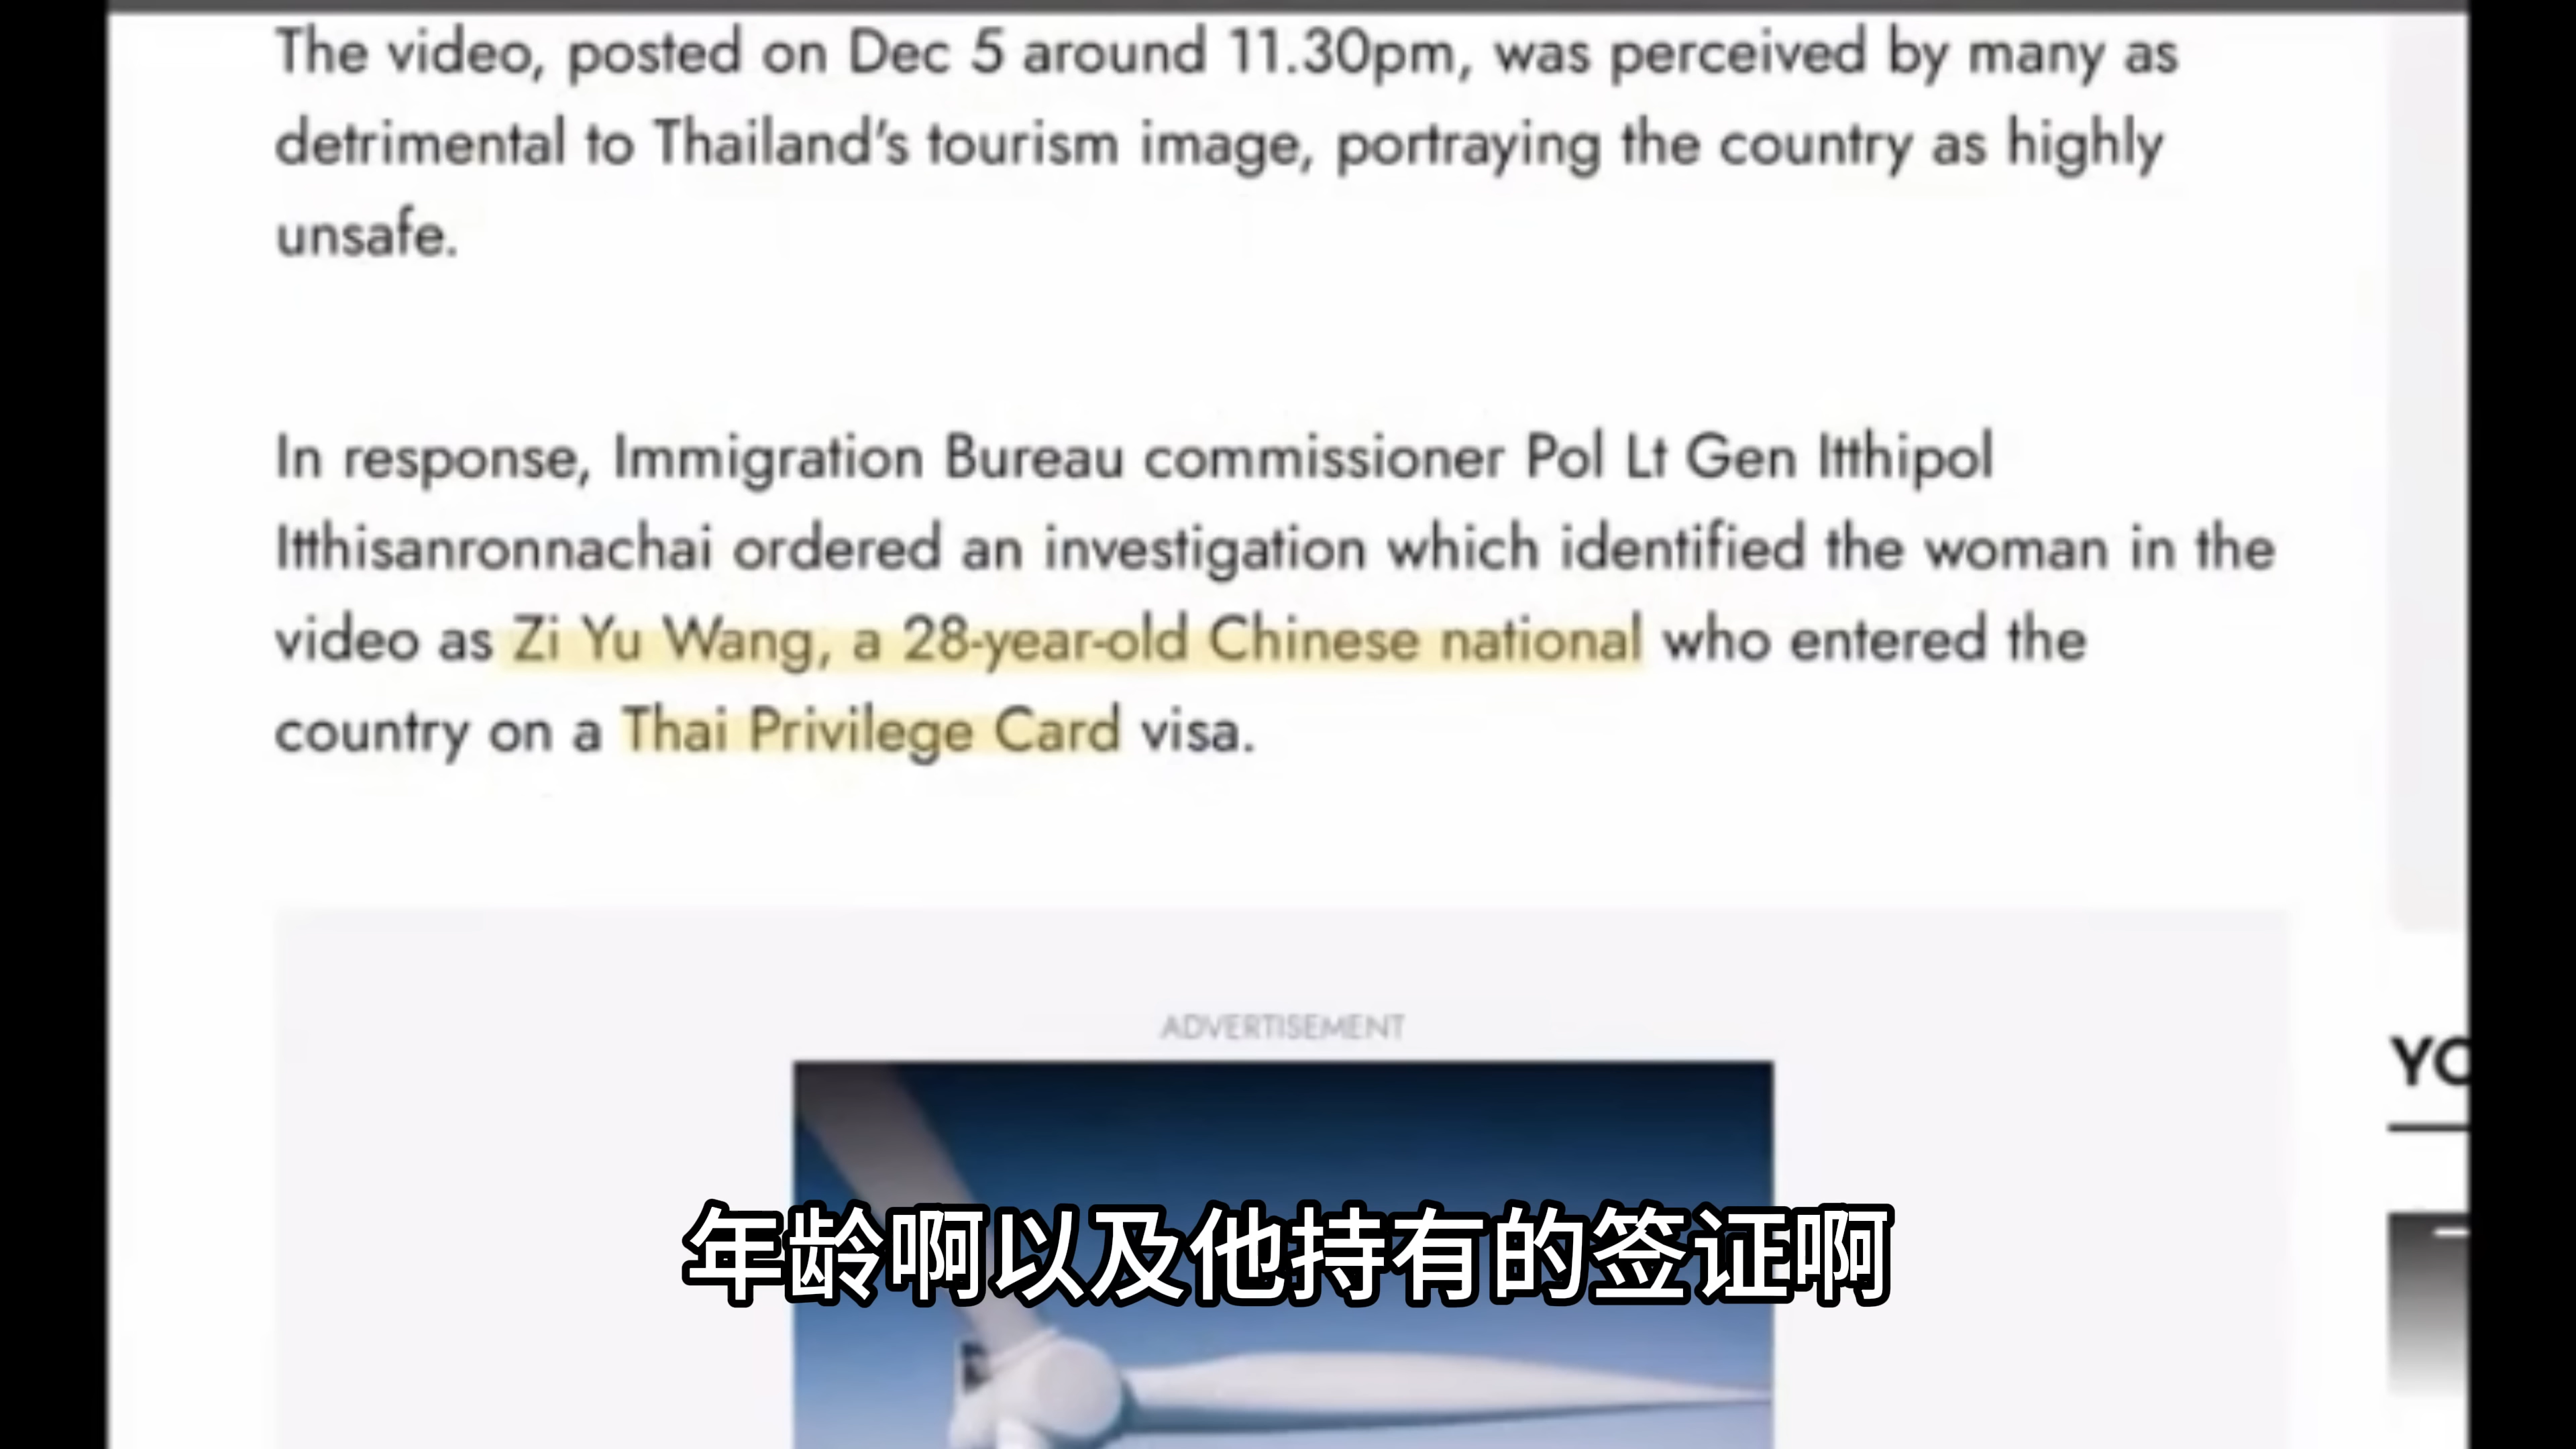 The video, posted on Dec 5 around 11.30pm, was perceived by many as
detrimental to Thailand's tourism image, portraying the country as highly
unsafe.
In response, Immigration Bureau commissioner Pol Lt Gen Itthipol
Itthisanronnachai ordered an investigation which identified the woman in the
video as Zi Yu Wang, a 28-year-old Chinese national who entered the
country on a Thai Privilege Card visa.
ADVERTISEMENT
YO
年龄啊以及他持有的签证啊